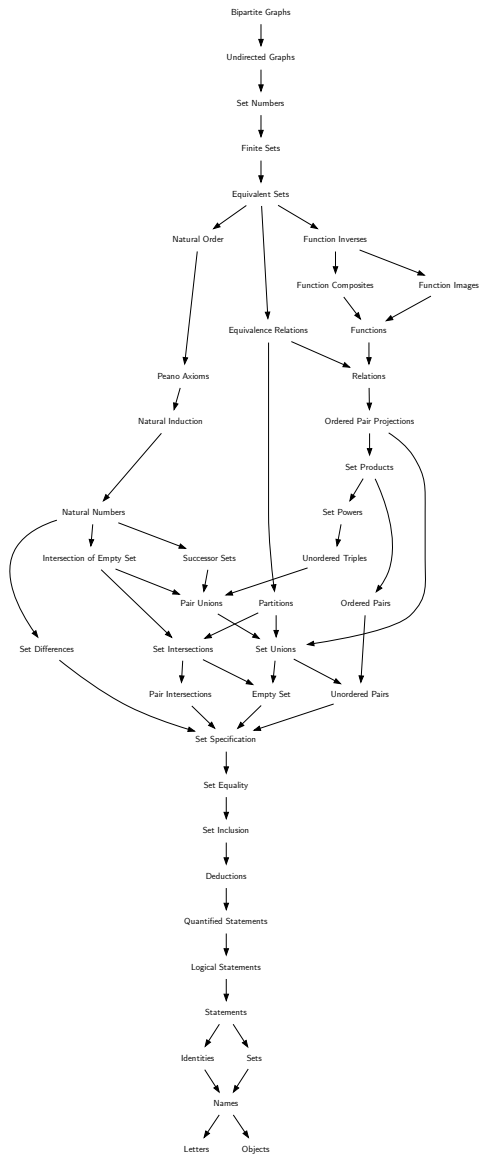 Bipartite Graphs
Undirected Graphs
Set Numbers
Finite Sets
Equivalent Sets
Natural Order
Function Inverses
Function Composites
Function Images
Equivalence Relations
Functions
Peano Axioms
Relations
Natural Induction
Ordered Pair Projections
Set Products
Natural Numbers
Set Powers
Intersection of Empty Set
Successor Sets
Unordered Triples
Pair Unions
Partitions
Ordered Pairs
Set Differences
Set Intersections
Set Unions
Pair Intersections
Empty Set
Unordered Pairs
Set Specification
Set Equality
Set Inclusion
Deductions
Quantified Statements
Logical Statements
Statements
Identities
Sets
Names
Letters
Objects